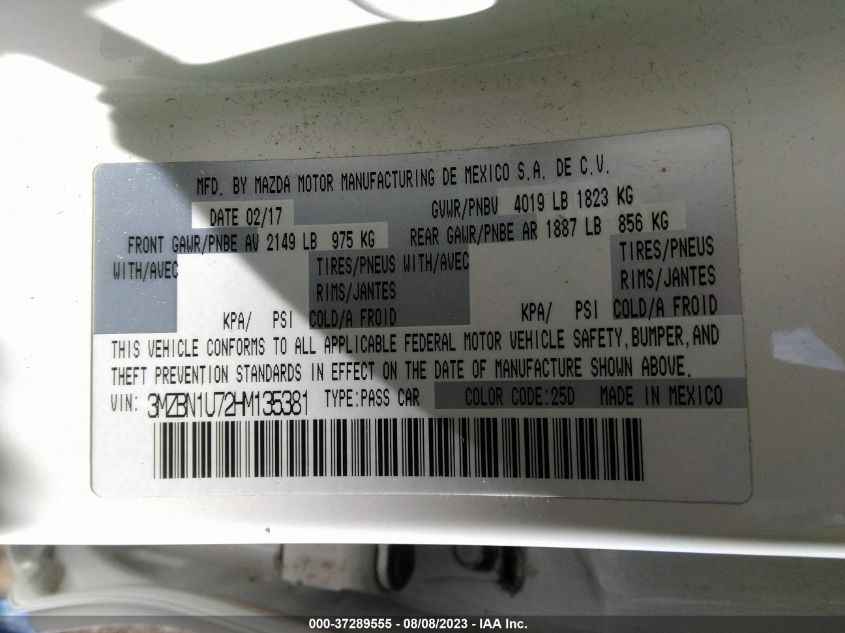 MFD. BY MAZDA MOTOR MANUFACTURING DE MEXICO S.A. DE C.V.
DATE 02/17 GVWR/PNBV 4019 LB 1823 KG
FRONT GAWR/PNBE AV 2149 LB 975 KG REAR GAWR/PNBE AR 1887 LB 856 KG
WITH/AVEC TIRES/PNEUS WITH/AVEC TIRES/PNEUS
RIMS/JANTES RIMS/JANTES
KPA/ PSI COLD/A FROID KPA/ PSI COLD/A FROID
THIS VEHICLE CONFORMS TO ALL APPLICABLE FEDERAL MOTOR VEHICLE SAFETY, BUMPER, AND
THEFT PREVENTION STANDARDS IN EFFECT ON THE DATE OF MANUFACTURE SHOWN ABOVE.
VIN: 3MZBN1U72HM135381 TYPE:PASS CAR COLOR CODE:25D MADE IN MEXICO
000-37289555 - 08/08/2023 - IAA Inc.